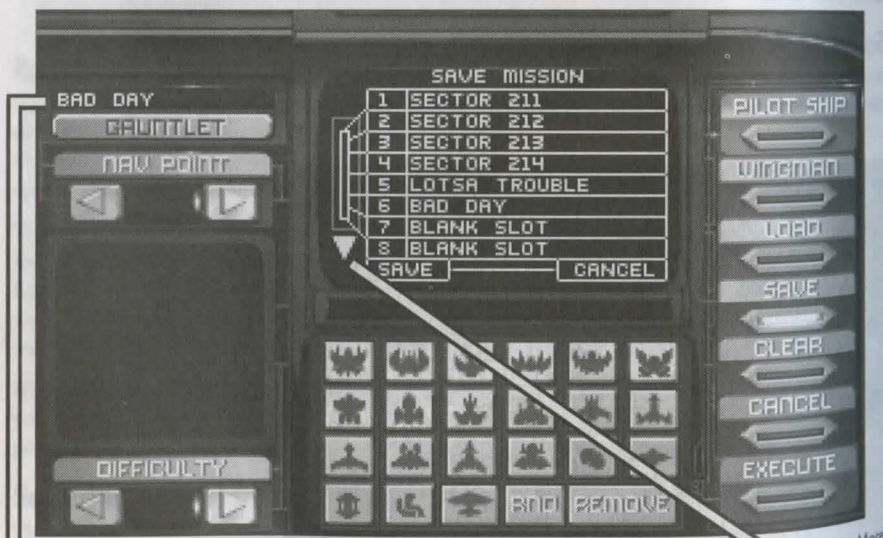 BAD DAY
GAUNTLET
NAV POINT
DIFFICULTY
SAVE MISSION
1 SECTOR 211
2 SECTOR 212
3 SECTOR 213
4 SECTOR 214
5 LOTSA TROUBLE
6 BAD DAY
7 BLANK SLOT
8 BLANK SLOT
SAVE CANCEL
RND REMOVE
PILOT SHIP
WINGMAN
LOAD
SAVE
CLEAR
CANCEL
EXECUTE